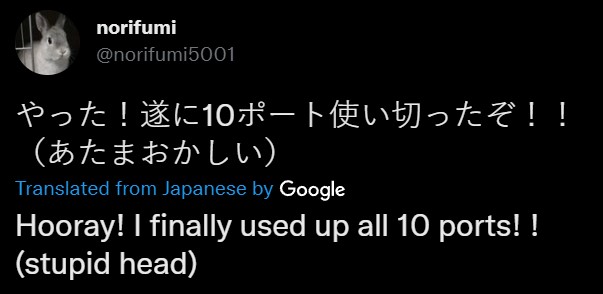 norifumi
@norifumi5001
やった！遂に10ポート使い切ったぞ！！
（あたまおかしい）
Translated from Japanese by Google
Hooray! I finally used up all 10 ports! !
(stupid head)